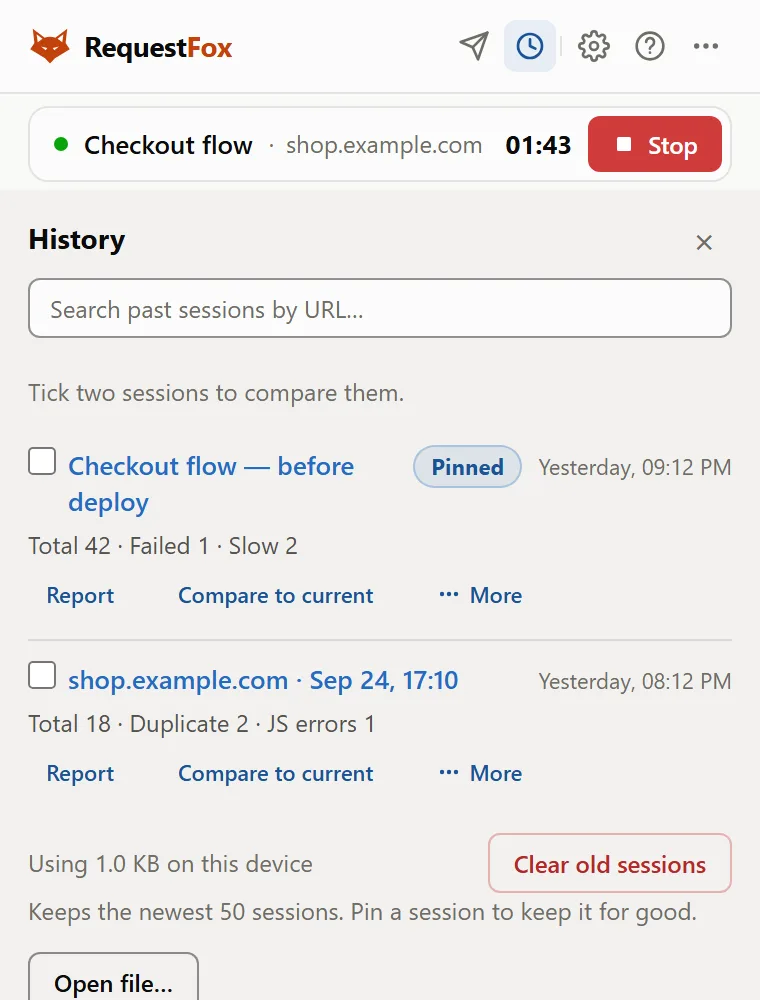 RequestFox
Checkout flow · shop.example.com 01:43 Stop
History
Search past sessions by URL...
Tick two sessions to compare them.
Checkout flow — before deploy
Pinned
Yesterday, 09:12 PM
Total 42 · Failed 1 · Slow 2
Report
Compare to current
··· More
shop.example.com · Sep 24, 17:10
Yesterday, 08:12 PM
Total 18 · Duplicate 2 · JS errors 1
Report
Compare to current
··· More
Using 1.0 KB on this device
Clear old sessions
Keeps the newest 50 sessions. Pin a session to keep it for good.
Open file...